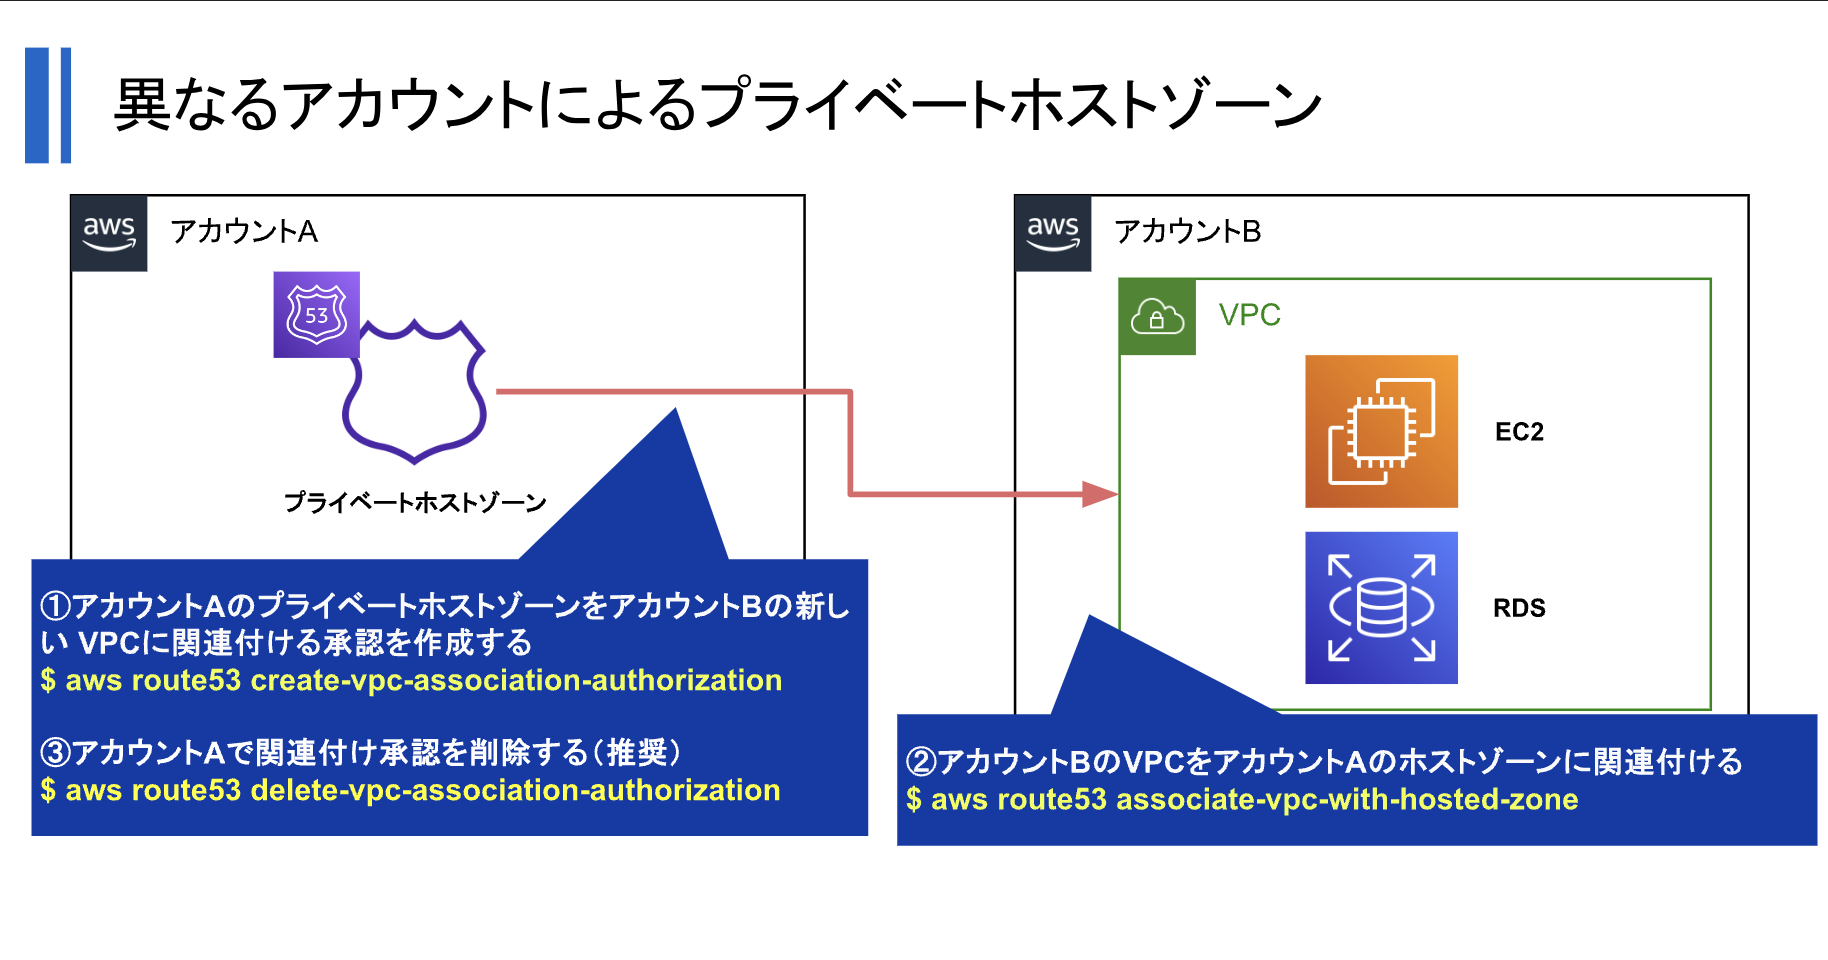 異なるアカウントによるプライベートホストゾーン
aws
アカウントA
53
プライベートホストゾーン
①アカウントAのプライベートホストゾーンをアカウントBの新し
い VPCに関連付ける承認を作成する
$ aws route53 create-vpc-association-authorization
③アカウントAで関連付け承認を削除する（推奨）
$ aws route53 delete-vpc-association-authorization
aws
アカウントB
VPC
EC2
RDS
②アカウントBのVPCをアカウントAのホストゾーンに関連付ける
$ aws route53 associate-vpc-with-hosted-zone